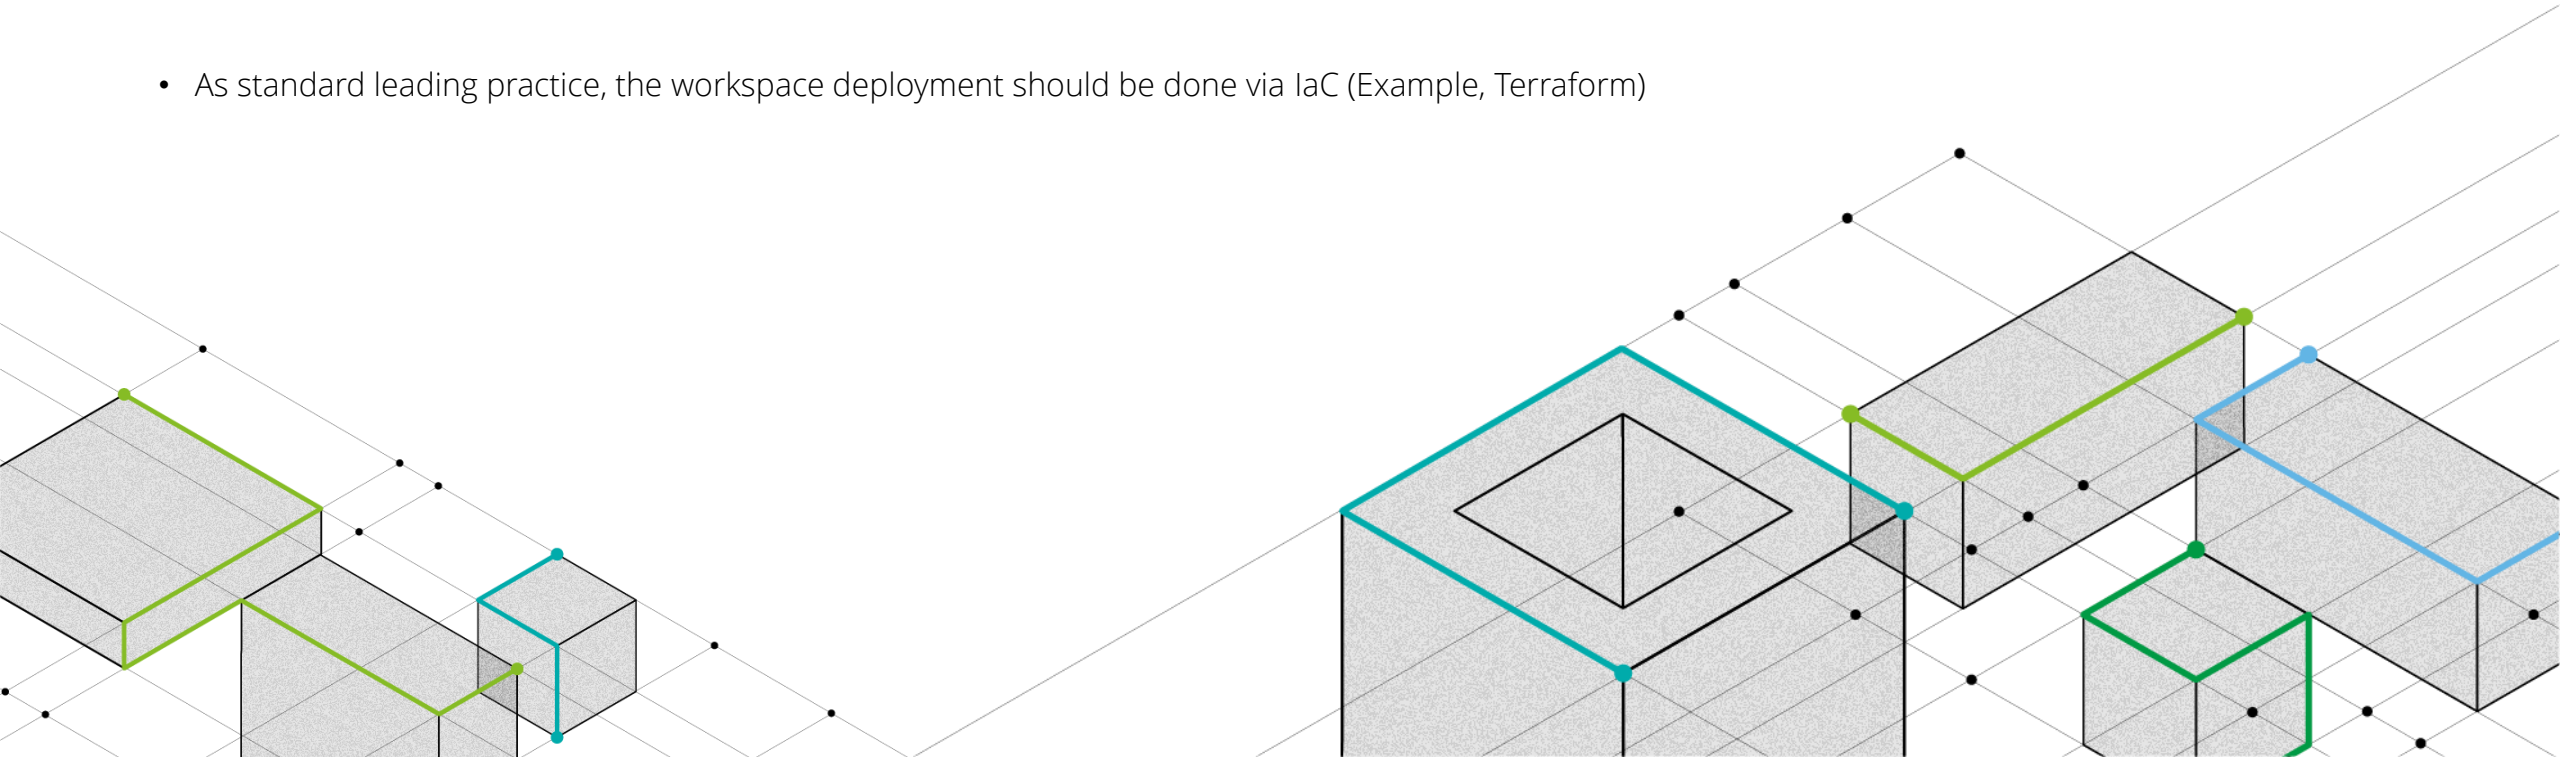 • As standard leading practice, the workspace deployment should be done via IaC (Example, Terraform)